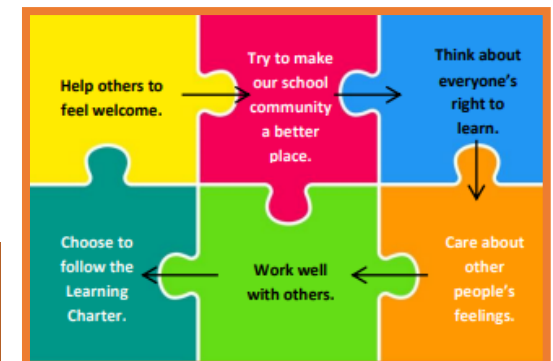 Help others to
feel welcome.
Try to make
our school
community
a better
place.
Think about
everyone's
right to
learn.
Care about
other
people's
feelings.
Work well
with others.
Choose to
follow the
Learning
Charter.